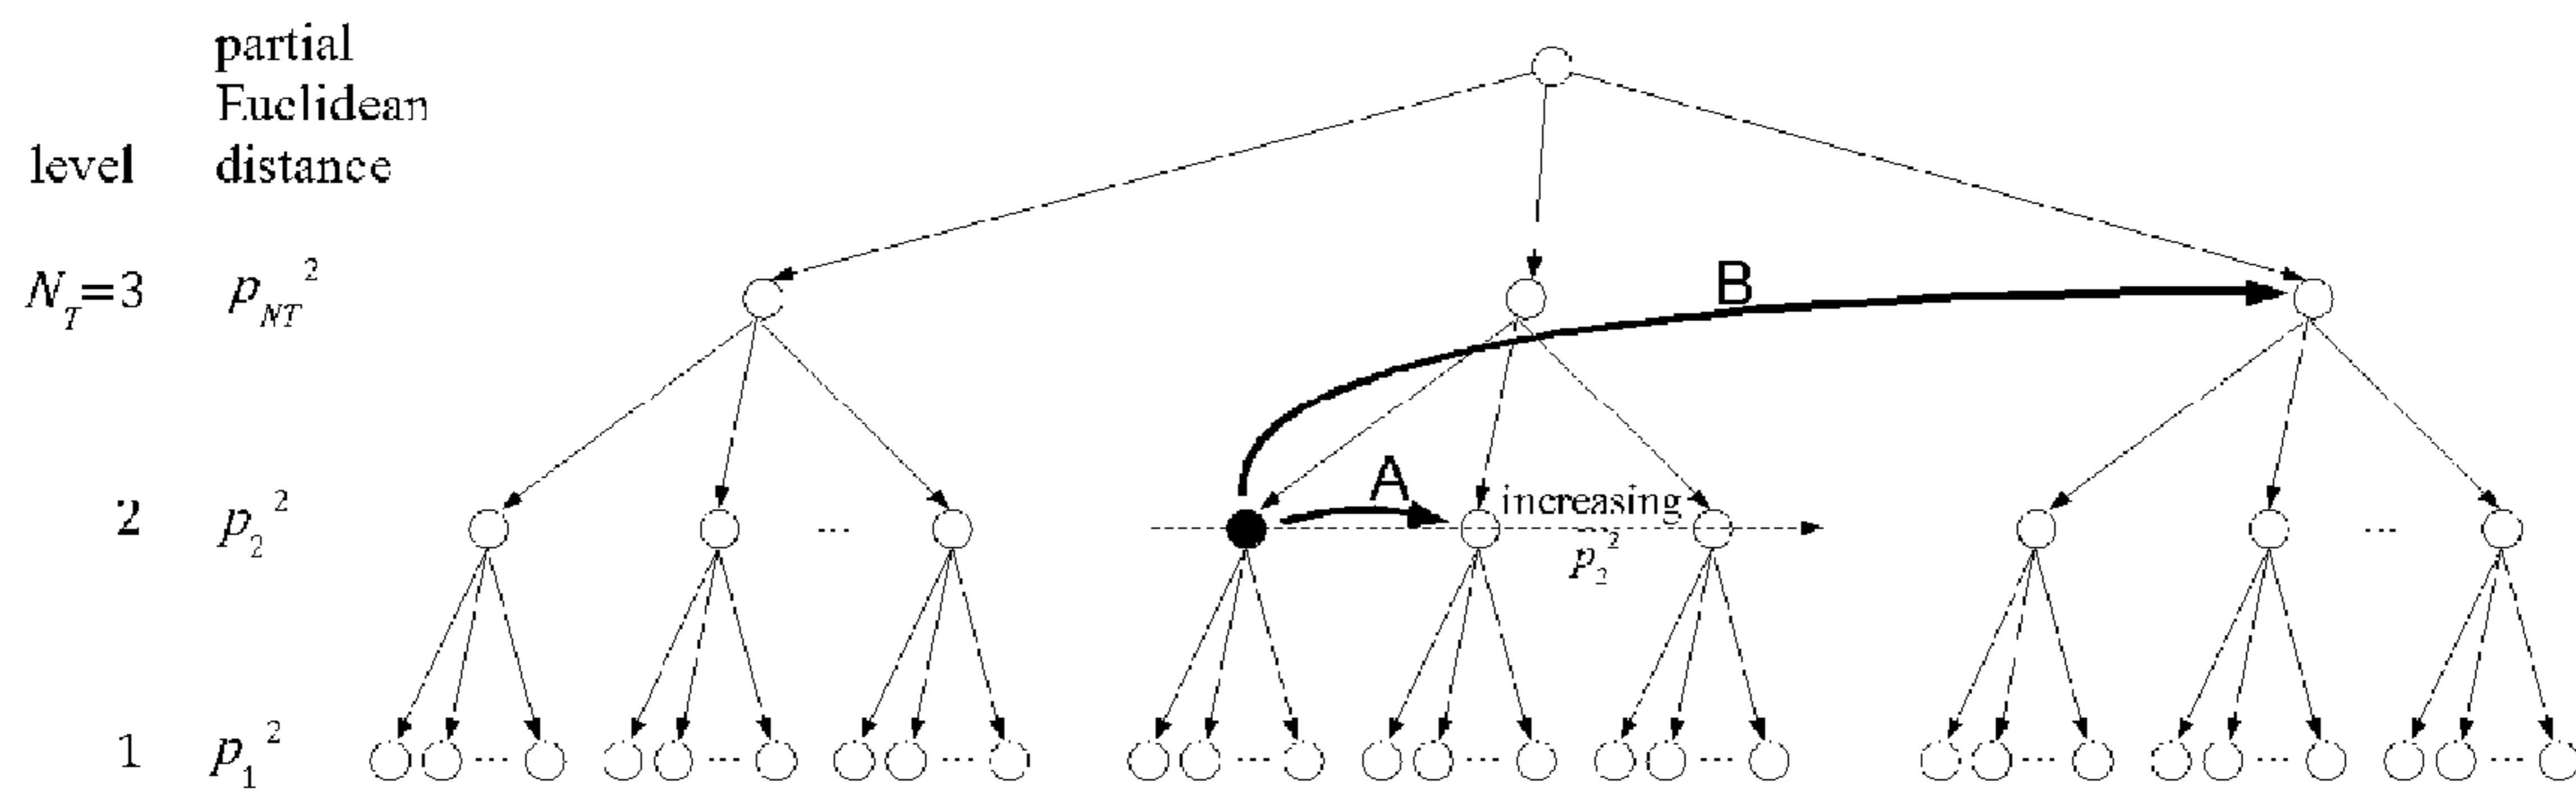 partial
Euclidean
level distance
N_T=3 p_NT^2
B
A
2 p_2^2 ... increasing ...
p_2^2
1 p_1^2 ... ... ... ... ... ... ... ... ...